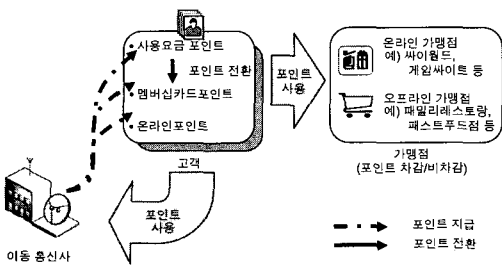 • 사용요금 포인트
포인트 전환
• 멤버십카드포인트
• 온라인포인트
고객
포인트
사용
온라인 가맹점
예) 싸이월드,
게임싸이트 등
오프라인 가맹점
예) 패밀리레스토랑,
패스트푸드점 등
가맹점
(포인트 차감/비차감)
포인트
사용
이동 통신사
포인트 지급
포인트 전환